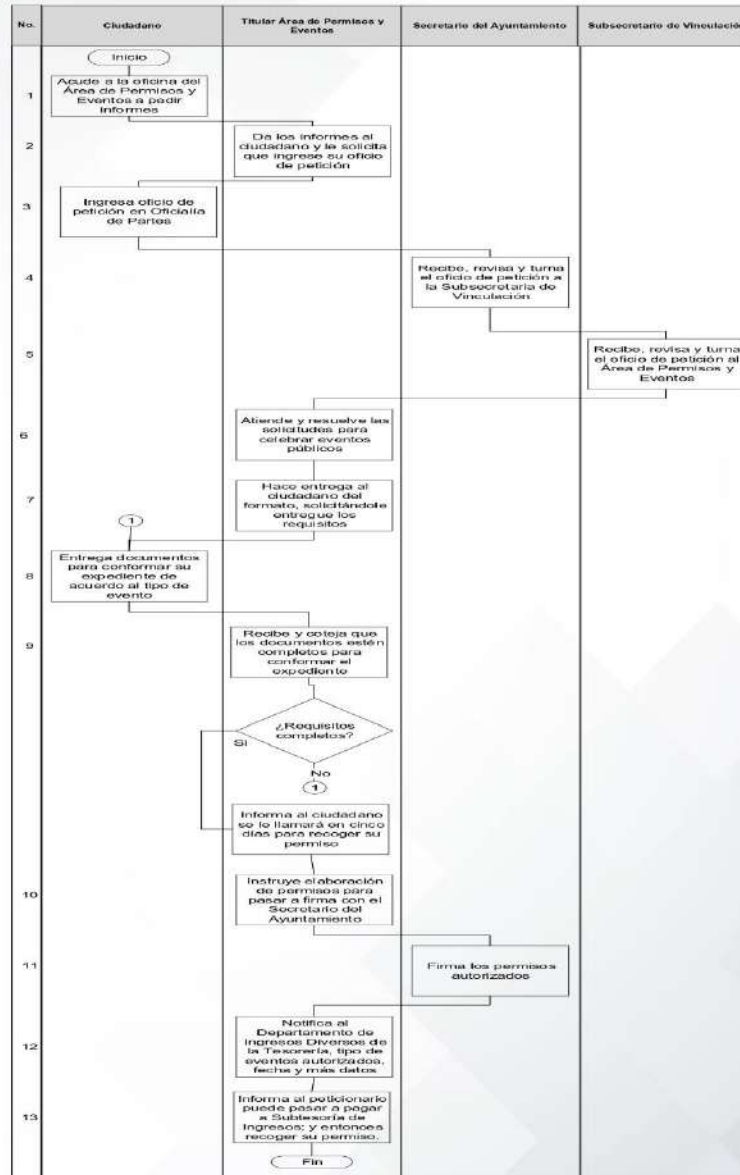 No.
Ciudadano
Titular Área de Permisos y
Eventos
Secretario del Ayuntamiento
Subsecretario de Vinculación
Inicio
1
Acude a la oficina del
Área de Permisos y
Eventos a pedir
informes
2
Da los informes al
ciudadano y le solicita
que ingrese su oficio
de petición
3
Ingresa oficio de
petición en Oficialía
de Partes
4
Recibe, revisa y turna
el oficio de petición a
la Subsecretaría de
Vinculación
5
Recibe, revisa y turna
el oficio de petición al
Área de Permisos y
Eventos
6
Atiende y resuelve las
solicitudes para
celebrar eventos
públicos
7
Hace entrega al
ciudadano del
formato, solicitándole
entregue los
requisitos
1
8
Entrega documentos
para conformar su
expediente de
acuerdo al tipo de
evento
9
Recibe y coteja que
los documentos estén
completos para
conformar el
expediente
¿Requisitos
completos?
Si
No
1
Informa al ciudadano
se le llamará en cinco
días para recoger su
permiso
10
Instruye elaboración
de permisos para
pasar a firma con el
Secretario del
Ayuntamiento
11
Firma los permisos
autorizados
12
Notifica al
Departamento de
Ingresos Diversos de
la Tesorería, tipo de
eventos autorizados,
fecha y más datos
13
Informa al peticionario
puede pasar a pagar
a Subtesoría de
Ingresos; y entonces
recoger su permiso.
Fin